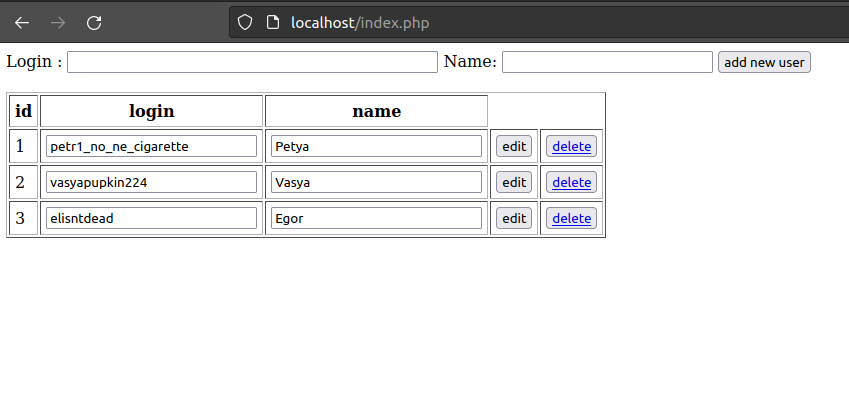 localhost/index.php
Login : Name: add new user
id login name
1 petr1_no_ne_cigarette Petya edit delete
2 vasyapupkin224 Vasya edit delete
3 elisntdead Egor edit delete